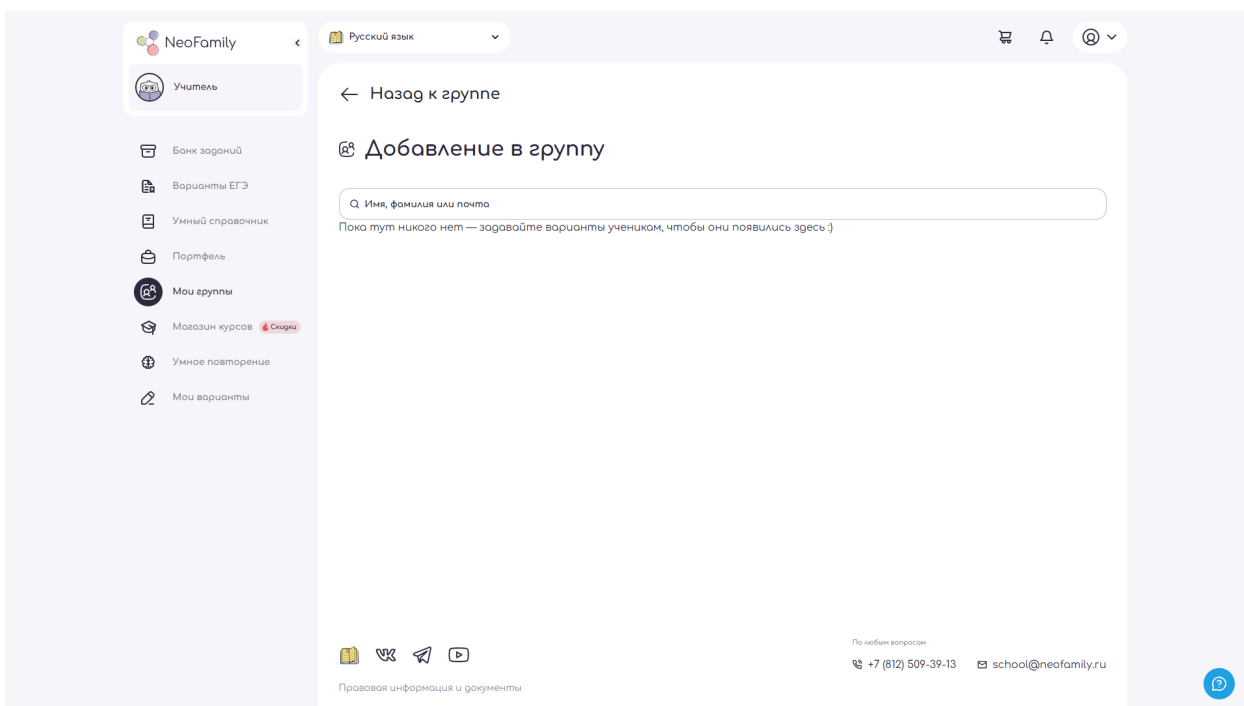 NeoFamily
Русский язык
Учитель
Назад к группе
Банк заданий
Добавление в группу
Варианты ЕГЭ
Имя, фамилия или почта
Умный справочник
Пока тут никого нет — задавайте варианты ученикам, чтобы они появились здесь :)
Портфель
Мои группы
Магазин курсов Скидки
Умное повторение
Мои варианты
По любым вопросам
+7 (812) 509-39-13 school@neofamily.ru
Правовая информация и документы